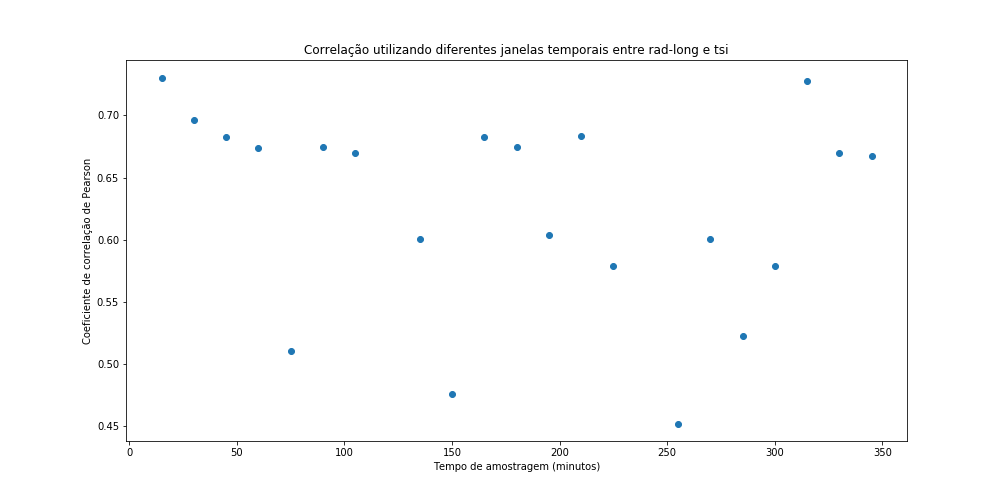 Correlação utilizando diferentes janelas temporais entre rad-long e tsi
Coeficiente de correlação de Pearson
0.70
0.65
0.60
0.55
0.50
0.45
0 50 100 150 200 250 300 350
Tempo de amostragem (minutos)